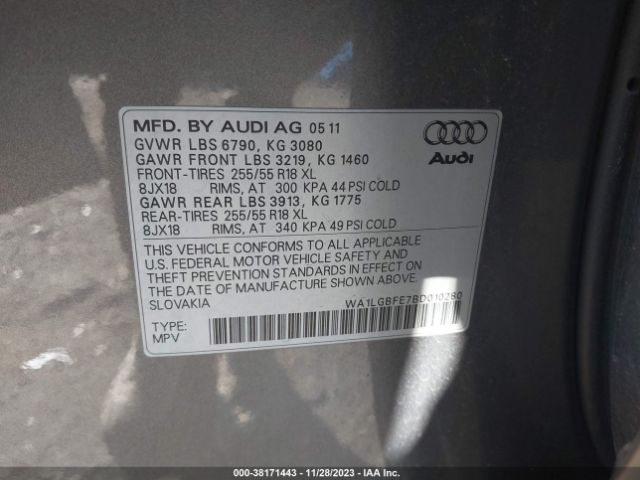 MFD. BY AUDI AG 05 11
GVWR LBS 6790, KG 3080
GAWR FRONT LBS 3219, KG 1460
FRONT-TIRES 255/55 R18 XL
8JX18 RIMS, AT 300 KPA 44 PSI COLD
GAWR REAR LBS 3913, KG 1775
REAR-TIRES 255/55 R18 XL
8JX18 RIMS, AT 340 KPA 49 PSI COLD
Audi
THIS VEHICLE CONFORMS TO ALL APPLICABLE
U.S. FEDERAL MOTOR VEHICLE SAFETY AND
THEFT PREVENTION STANDARDS IN EFFECT ON
THE DATE OF MANUFACTURE SHOWN ABOVE.
SLOVAKIA
WA1LGBFE7BD010280
TYPE:
MPV
000-38171443 — 11/28/2023 — IAA Inc.